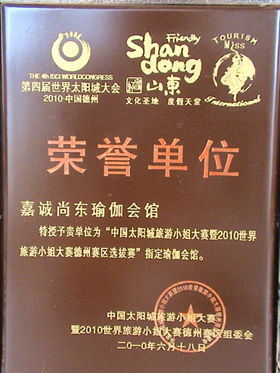 THE 4th ISCI WORLDCONGRESS
第四届世界太阳城大会
2010·中国德州
Friendly
Shandong
山東
文化圣地 度假天堂
TOURISM
Miss
International
荣誉单位
嘉诚尚东瑜伽会馆
特授予贵单位为“中国太阳城旅游小姐大赛暨2010世界
旅游小姐大赛德州赛区选拔赛”指定瑜伽会馆。
中国太阳城旅游小姐大赛
暨2010世界旅游小姐大赛德州赛区组委会
二○一○年六月十八日